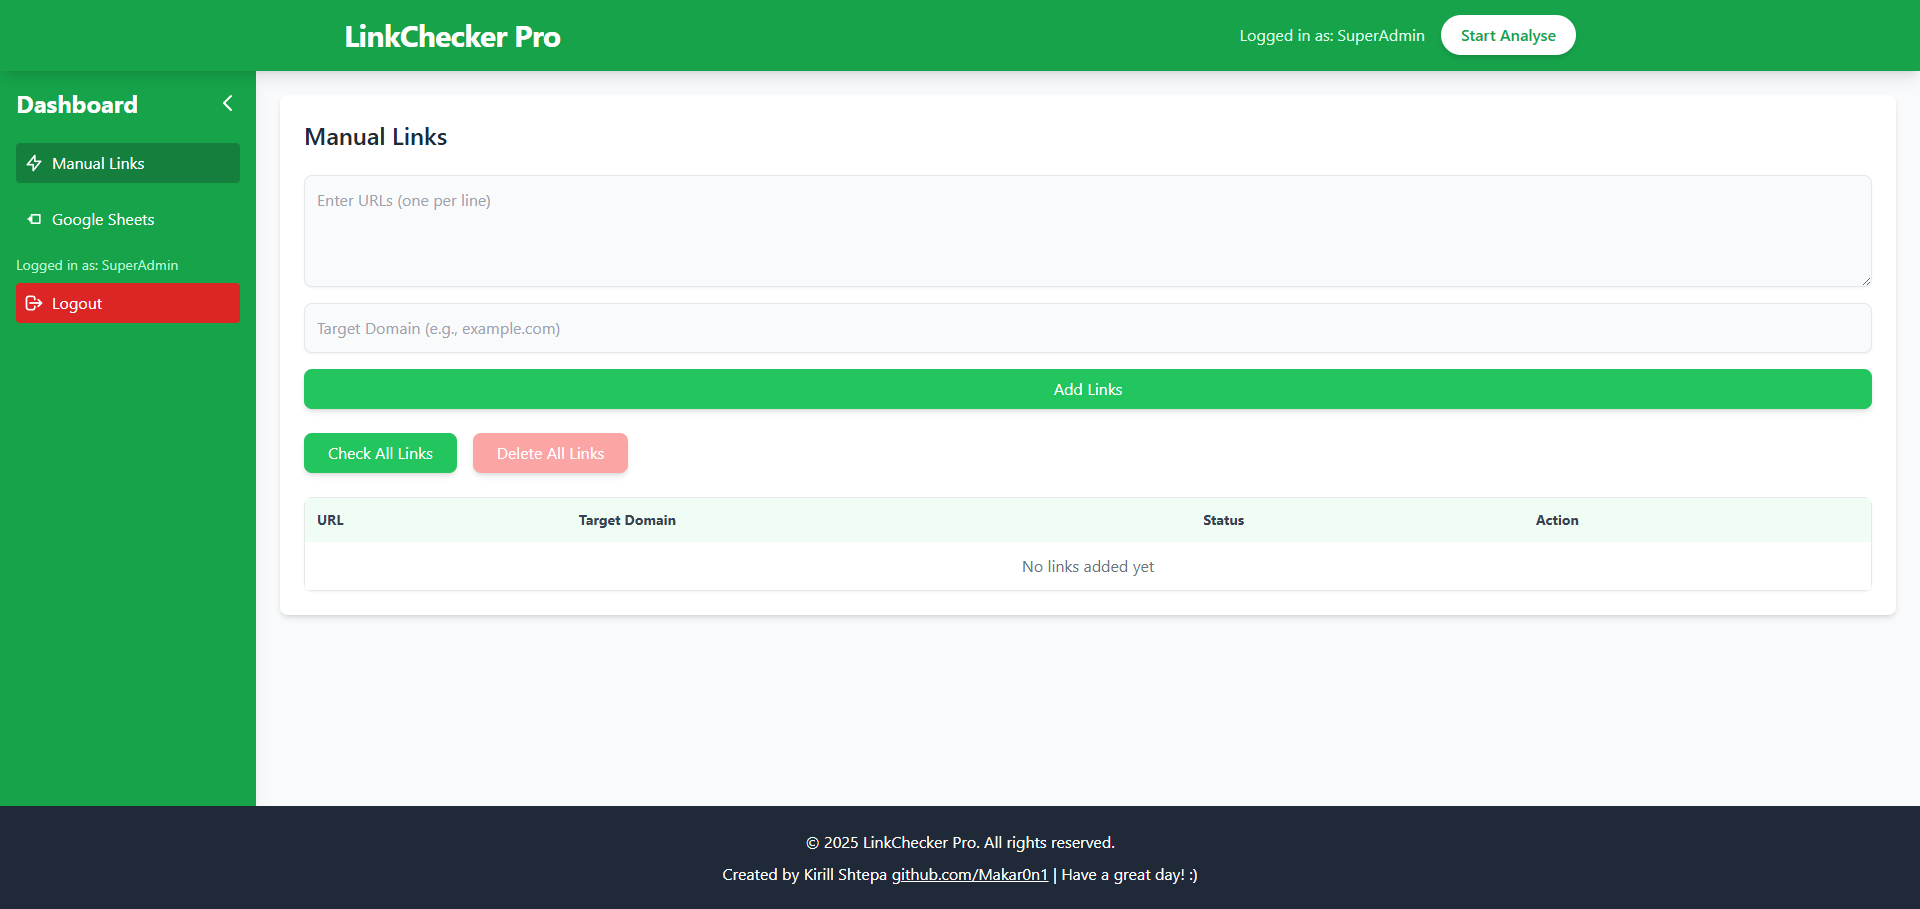 LinkChecker Pro
Logged in as: SuperAdmin
Start Analyse
Dashboard
Manual Links
Google Sheets
Logged in as: SuperAdmin
Logout
Manual Links
Enter URLs (one per line)
Target Domain (e.g., example.com)
Add Links
Check All Links
Delete All Links
URL Target Domain Status Action
No links added yet
© 2025 LinkChecker Pro. All rights reserved.
Created by Kirill Shtepa github.com/Makar0n1 | Have a great day! :)